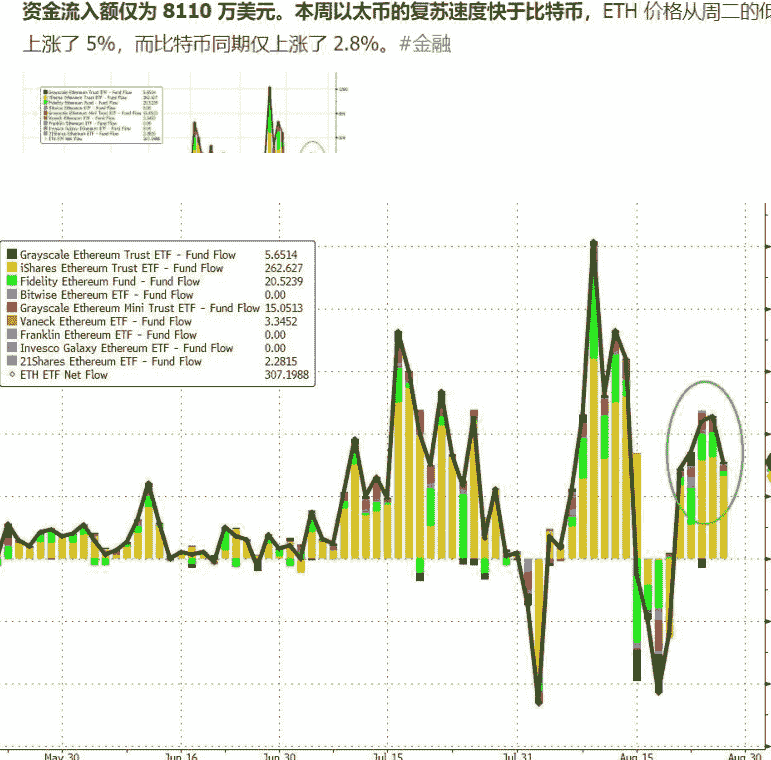 资金流入额仅为 8110 万美元。本周以太币的复苏速度快于比特币，ETH 价格从周二的
上涨了 5%，而比特币同期仅上涨了 2.8%。#金融
Grayscale Ethereum Trust ETF - Fund Flow 5.6514
iShares Ethereum Trust ETF - Fund Flow 262.627
Fidelity Ethereum Fund - Fund Flow 20.5239
Bitwise Ethereum ETF - Fund Flow 0.00
Grayscale Ethereum Mini Trust ETF - Fund Flow 15.0513
Vaneck Ethereum ETF - Fund Flow 3.3452
Franklin Ethereum ETF - Fund Flow 0.00
Invesco Galaxy Ethereum ETF - Fund Flow 0.00
21Shares Ethereum ETF - Fund Flow 2.2815
ETH ETF Net Flow 307.1988
May 30 Jun 16 Jun 30 Jul 15 Jul 31 Aug 15 Aug 30